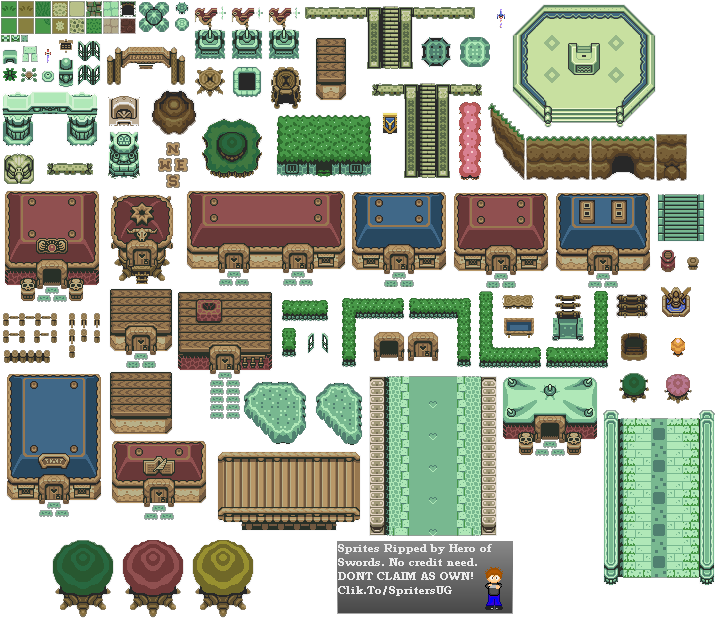 N
W E
S
Sprites Ripped by Hero of
Swords. No credit need.
DONT CLAIM AS OWN!
Clik.To/SpritersUG